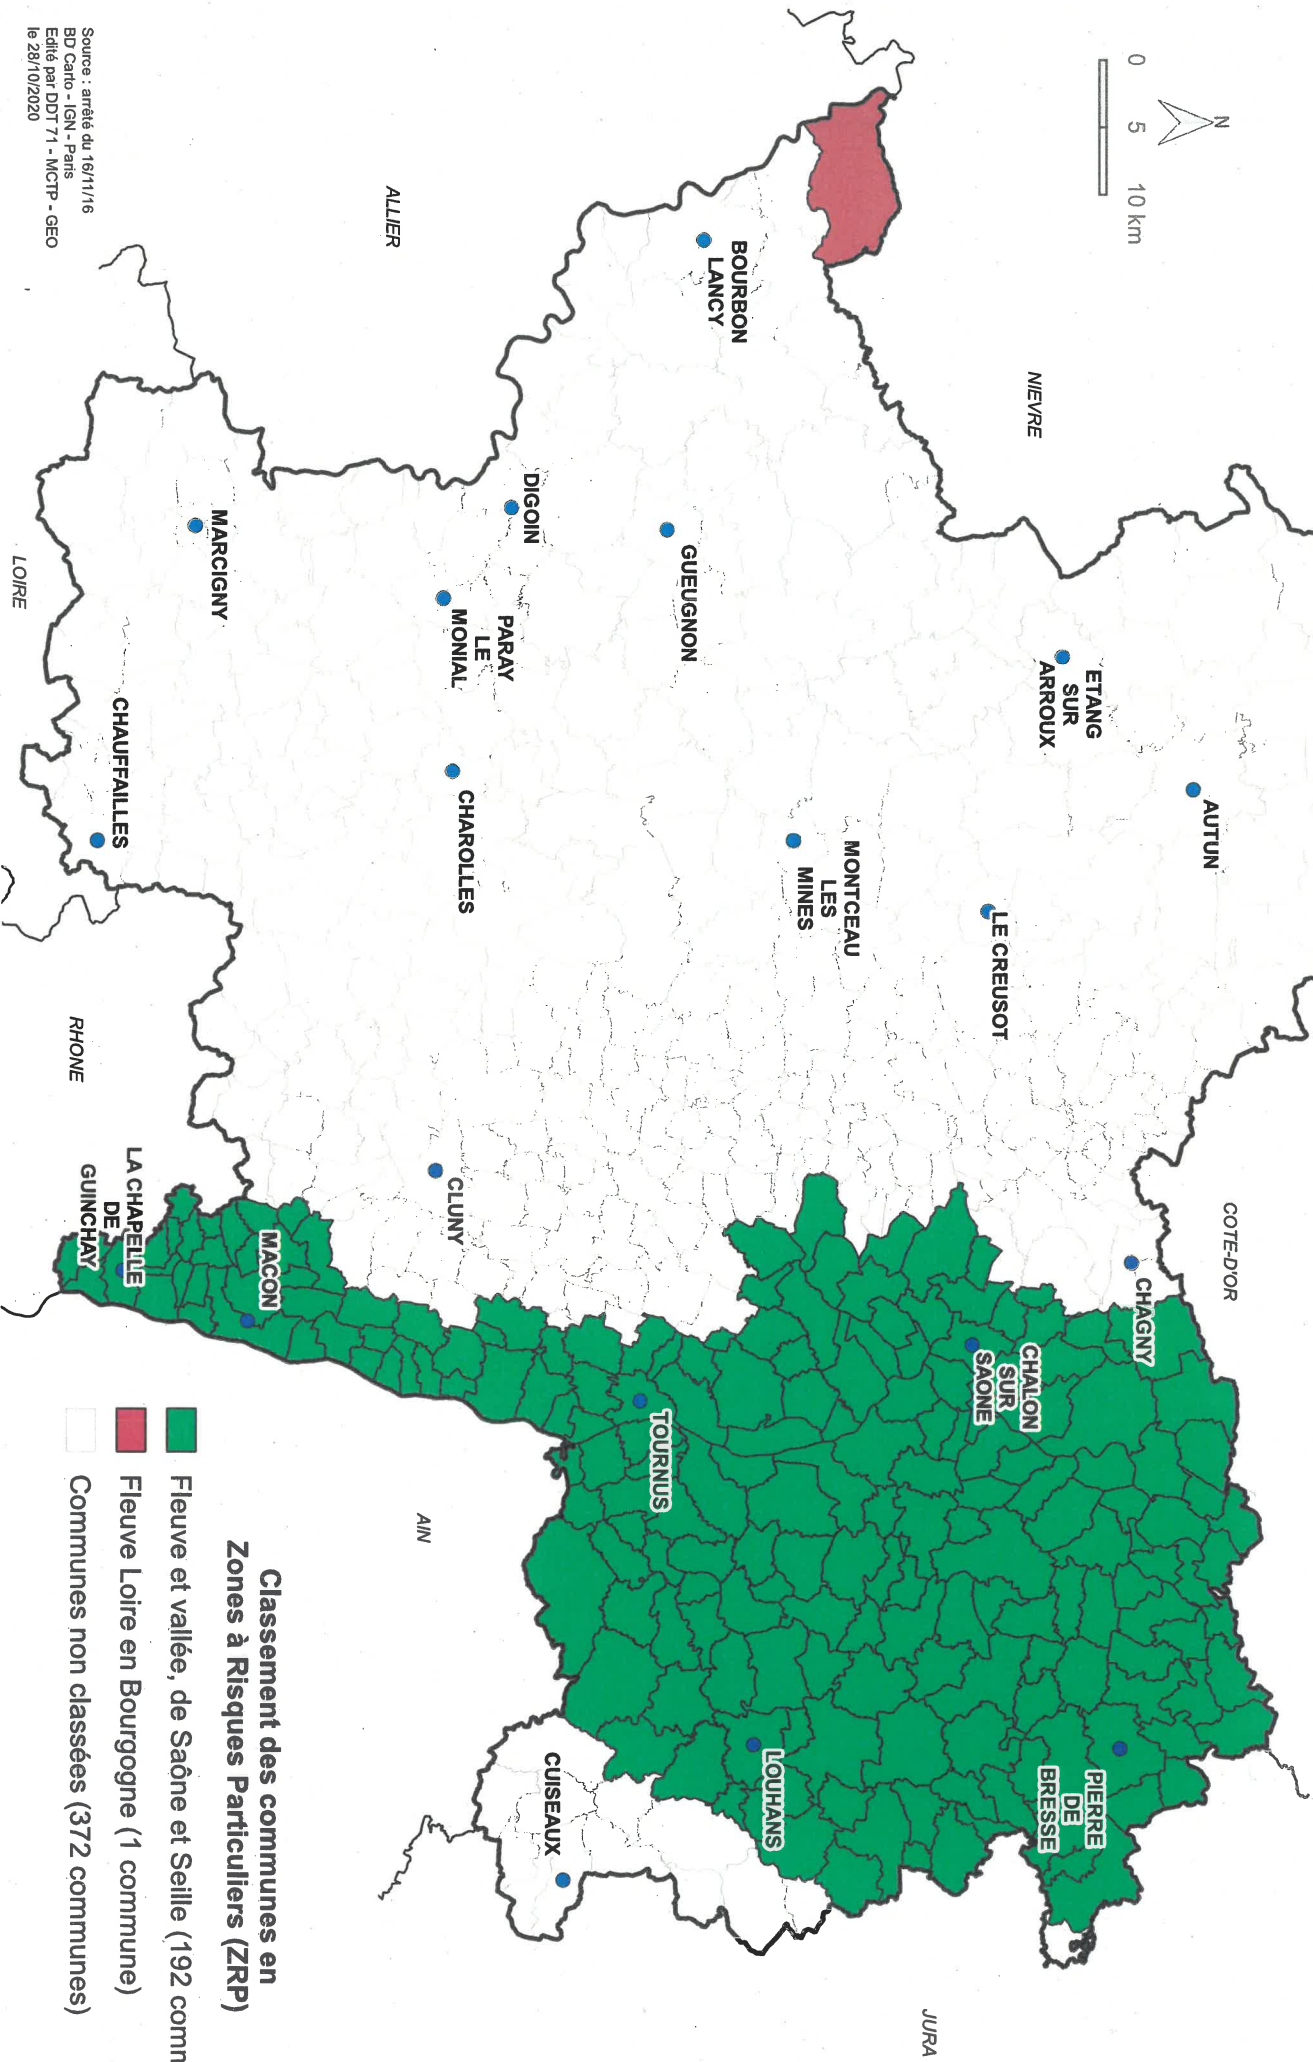 0 5 10 km
N
NIEVRE
COTE-D'OR
JURA
ALLIER
LOIRE
RHONE
AIN
AUTUN
ETANG
SUR
ARROUX
LE CREUSOT
CHAGNY
MONTCEAU
LES
MINES
CHALON
SUR
SAONE
PIERRE
DE
BRESSE
BOURBON
LANCY
GUEUGNON
DIGOIN
PARAY
LE
MONIAL
CHAROLLES
CLUNY
TOURNUS
LOUHANS
CUISEAUX
MARCIGNY
CHAUFFAILLES
MACON
LA CHAPELLE
DE
GUINCHAY
Classement des communes en
Zones à Risques Particuliers (ZRP)
Fleuve et vallée, de Saône et Seille (192 comm
Fleuve Loire en Bourgogne (1 commune)
Communes non classées (372 communes)
Source : arrêté du 16/11/16
BD Carto - IGN - Paris
Edité par DDT 71 - MCTP - GEO
le 28/10/2020